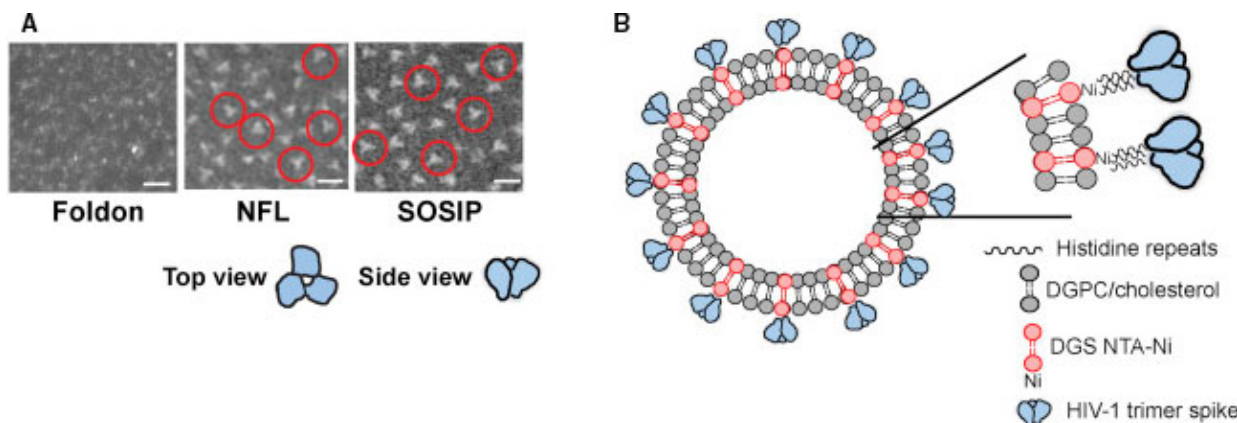 A
Foldon
NFL
SOSIP
Top view
Side view
B
Ni
Ni
Histidine repeats
DGPC/cholesterol
DGS NTA-Ni
Ni
HIV-1 trimer spike